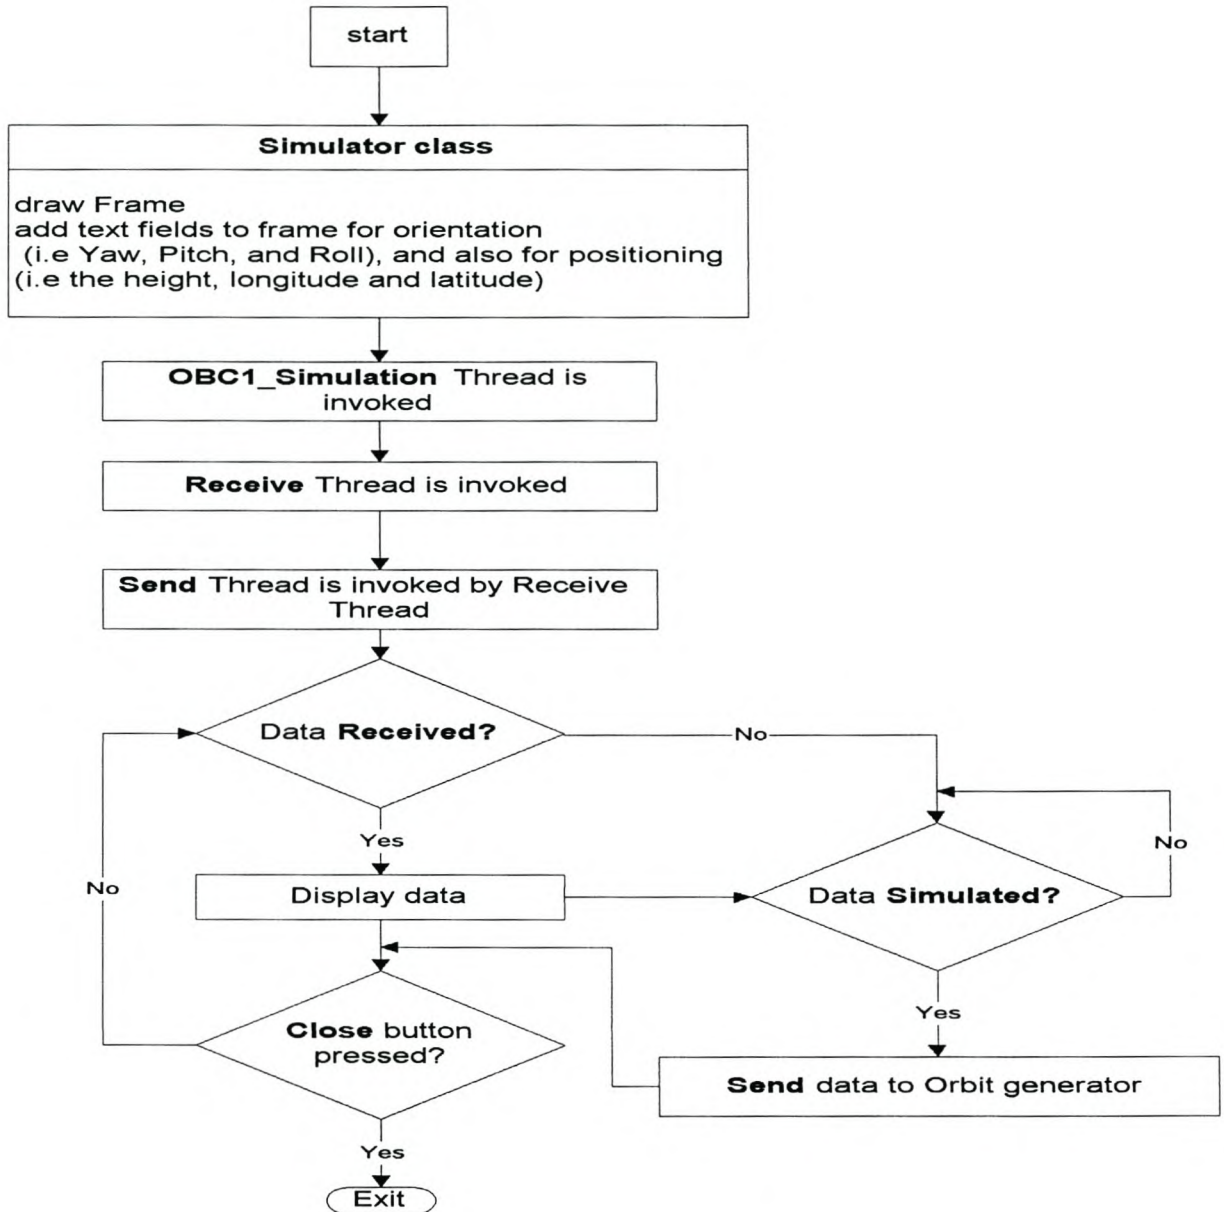 start
Simulator class
draw Frame
add text fields to frame for orientation
(i.e Yaw, Pitch, and Roll), and also for positioning
(i.e the height, longitude and latitude)
OBC1_Simulation Thread is
invoked
Receive Thread is invoked
Send Thread is invoked by Receive
Thread
Data Received?
No
Yes
No
No
Display data
Data Simulated?
Close button
pressed?
Yes
Send data to Orbit generator
Yes
Exit